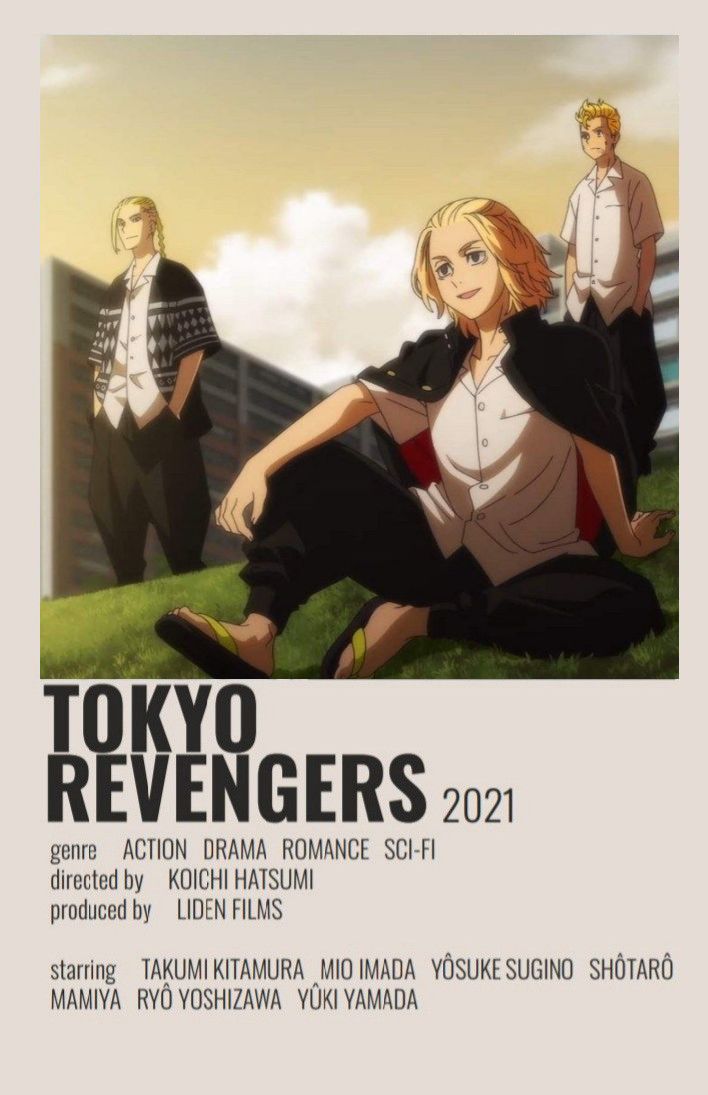 TOKYO
REVENGERS 2021
genre ACTION DRAMA ROMANCE SCI-FI
directed by KOICHI HATSUMI
produced by LIDEN FILMS
starring TAKUMI KITAMURA MIO IMADA YÔSUKE SUGINO SHÔTARÔ
MAMIYA RYÔ YOSHIZAWA YÛKI YAMADA